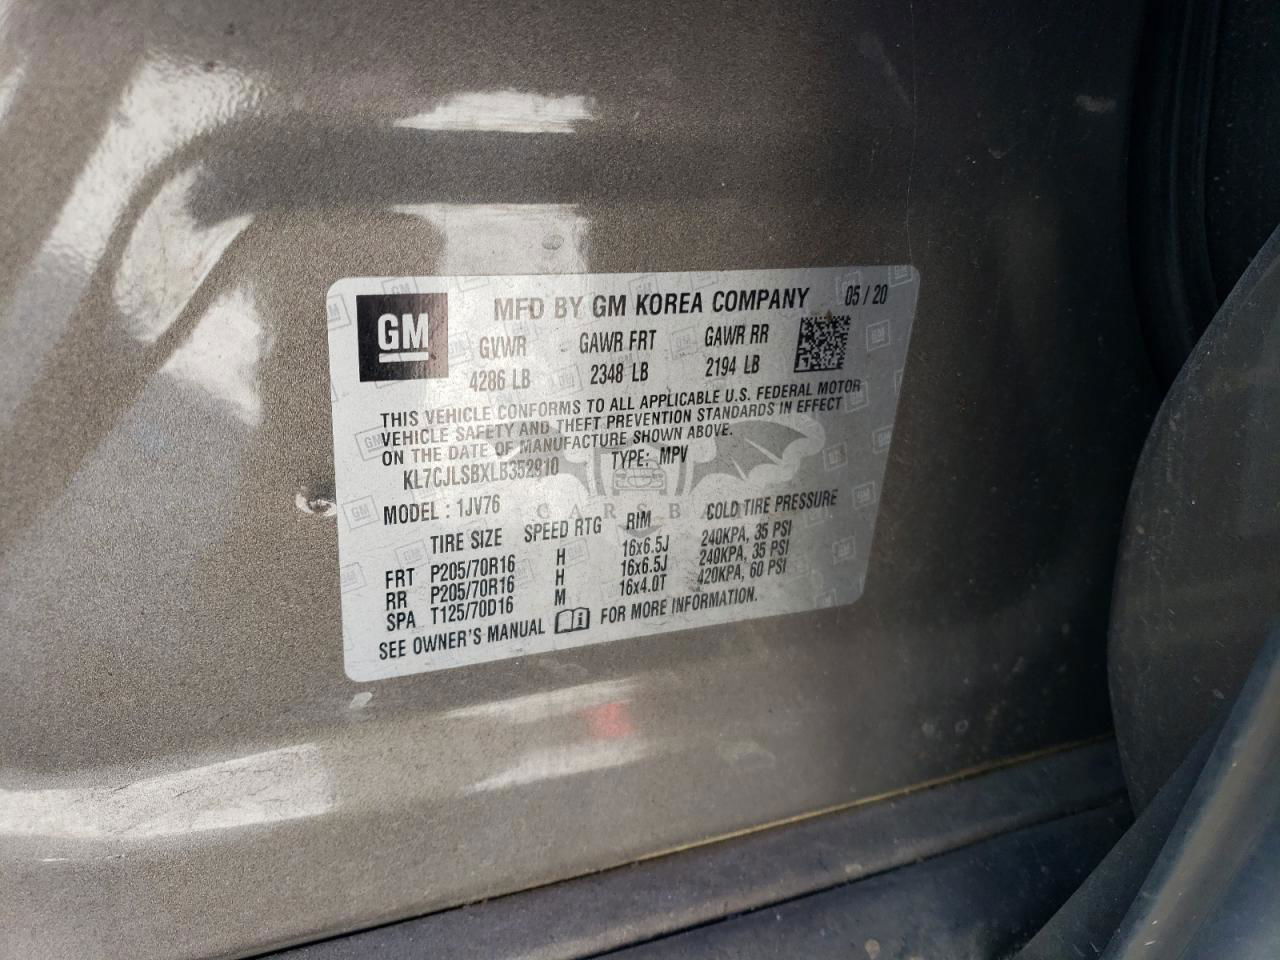 GM
MFD BY GM KOREA COMPANY 05/20
GVWR GAWR FRT GAWR RR
4286 LB 2348 LB 2194 LB
THIS VEHICLE CONFORMS TO ALL APPLICABLE U.S. FEDERAL MOTOR
VEHICLE SAFETY AND THEFT PREVENTION STANDARDS IN EFFECT
ON THE DATE OF MANUFACTURE SHOWN ABOVE.
KL7CJLSBXLB352910 TYPE: MPV
MODEL : 1JV76
TIRE SIZE SPEED RTG RIM COLD TIRE PRESSURE
FRT P205/70R16 H 16x6.5J 240KPA, 35 PSI
RR P205/70R16 H 16x6.5J 240KPA, 35 PSI
SPA T125/70D16 M 16x4.0T 420KPA, 60 PSI
SEE OWNER'S MANUAL FOR MORE INFORMATION.